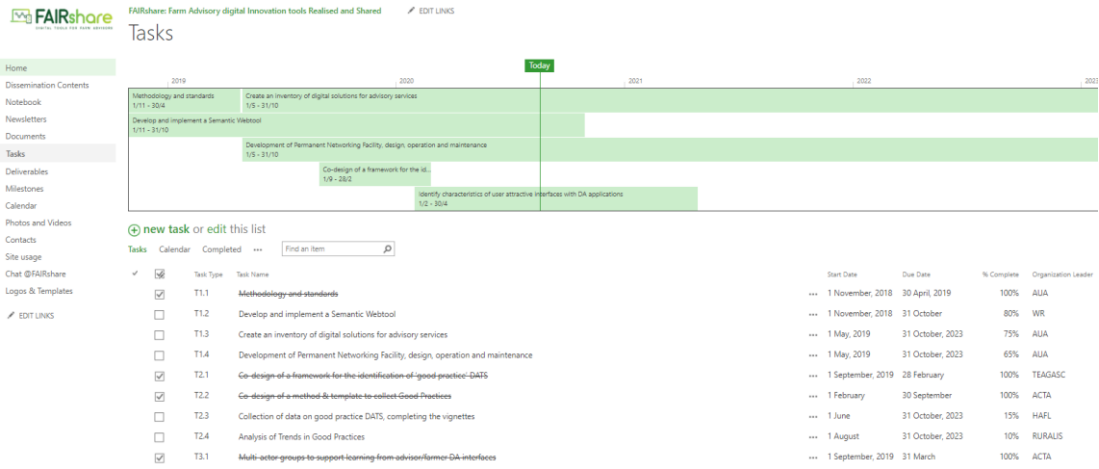 FAIRshare
DIGITAL TOOLS FOR FARM ADVISORY
FAIRshare: Farm Advisory digital Innovation tools Realised and Shared
EDIT LINKS
Tasks
Home
Dissemination Contents
Notebook
Newsletters
Documents
Tasks
Deliverables
Milestones
Calendar
Photos and Videos
Contacts
Site usage
Chat @FAIRshare
Logos & Templates
EDIT LINKS
Today
2019 2020 2021 2022 2023
Methodology and standards
1/11 - 30/4
Create an inventory of digital solutions for advisory services
1/5 - 31/10
Develop and implement a Semantic Webtool
1/11 - 31/10
Development of Permanent Networking Facility, design, operation and maintenance
1/5 - 31/10
Co-design of a framework for the id...
1/9 - 28/2
Identify characteristics of user attractive interfaces with DA applications
1/2 - 30/4
new task or edit this list
Tasks Calendar Completed ••• Find an item
Task Type Task Name Start Date Due Date % Complete Organization Leader
T1.1 Methodology and standards ••• 1 November, 2018 30 April, 2019 100% AUA
T1.2 Develop and implement a Semantic Webtool ••• 1 November, 2018 31 October 80% WR
T1.3 Create an inventory of digital solutions for advisory services ••• 1 May, 2019 31 October, 2023 75% AUA
T1.4 Development of Permanent Networking Facility, design, operation and maintenance ••• 1 May, 2019 31 October, 2023 65% AUA
T2.1 Co-design of a framework for the identification of 'good practice' DATS ••• 1 September, 2019 28 February 100% TEAGASC
T2.2 Co-design of a method & template to collect Good Practices ••• 1 February 30 September 100% ACTA
T2.3 Collection of data on good practice DATS, completing the vignettes ••• 1 June 31 October, 2023 15% HAFL
T2.4 Analysis of Trends in Good Practices ••• 1 August 31 October, 2023 10% RURALIS
T3.1 Multi-actor groups to support learning from advisor/farmer DA interfaces ••• 1 September, 2019 31 March 100% ACTA